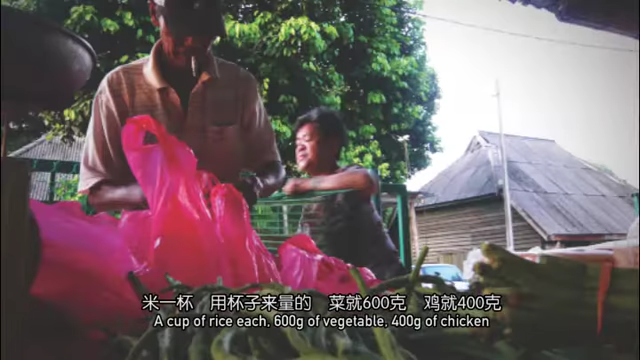 米一杯 用杯子来量的 菜就600克 鸡就400克
A cup of rice each, 600g of vegetable, 400g of chicken